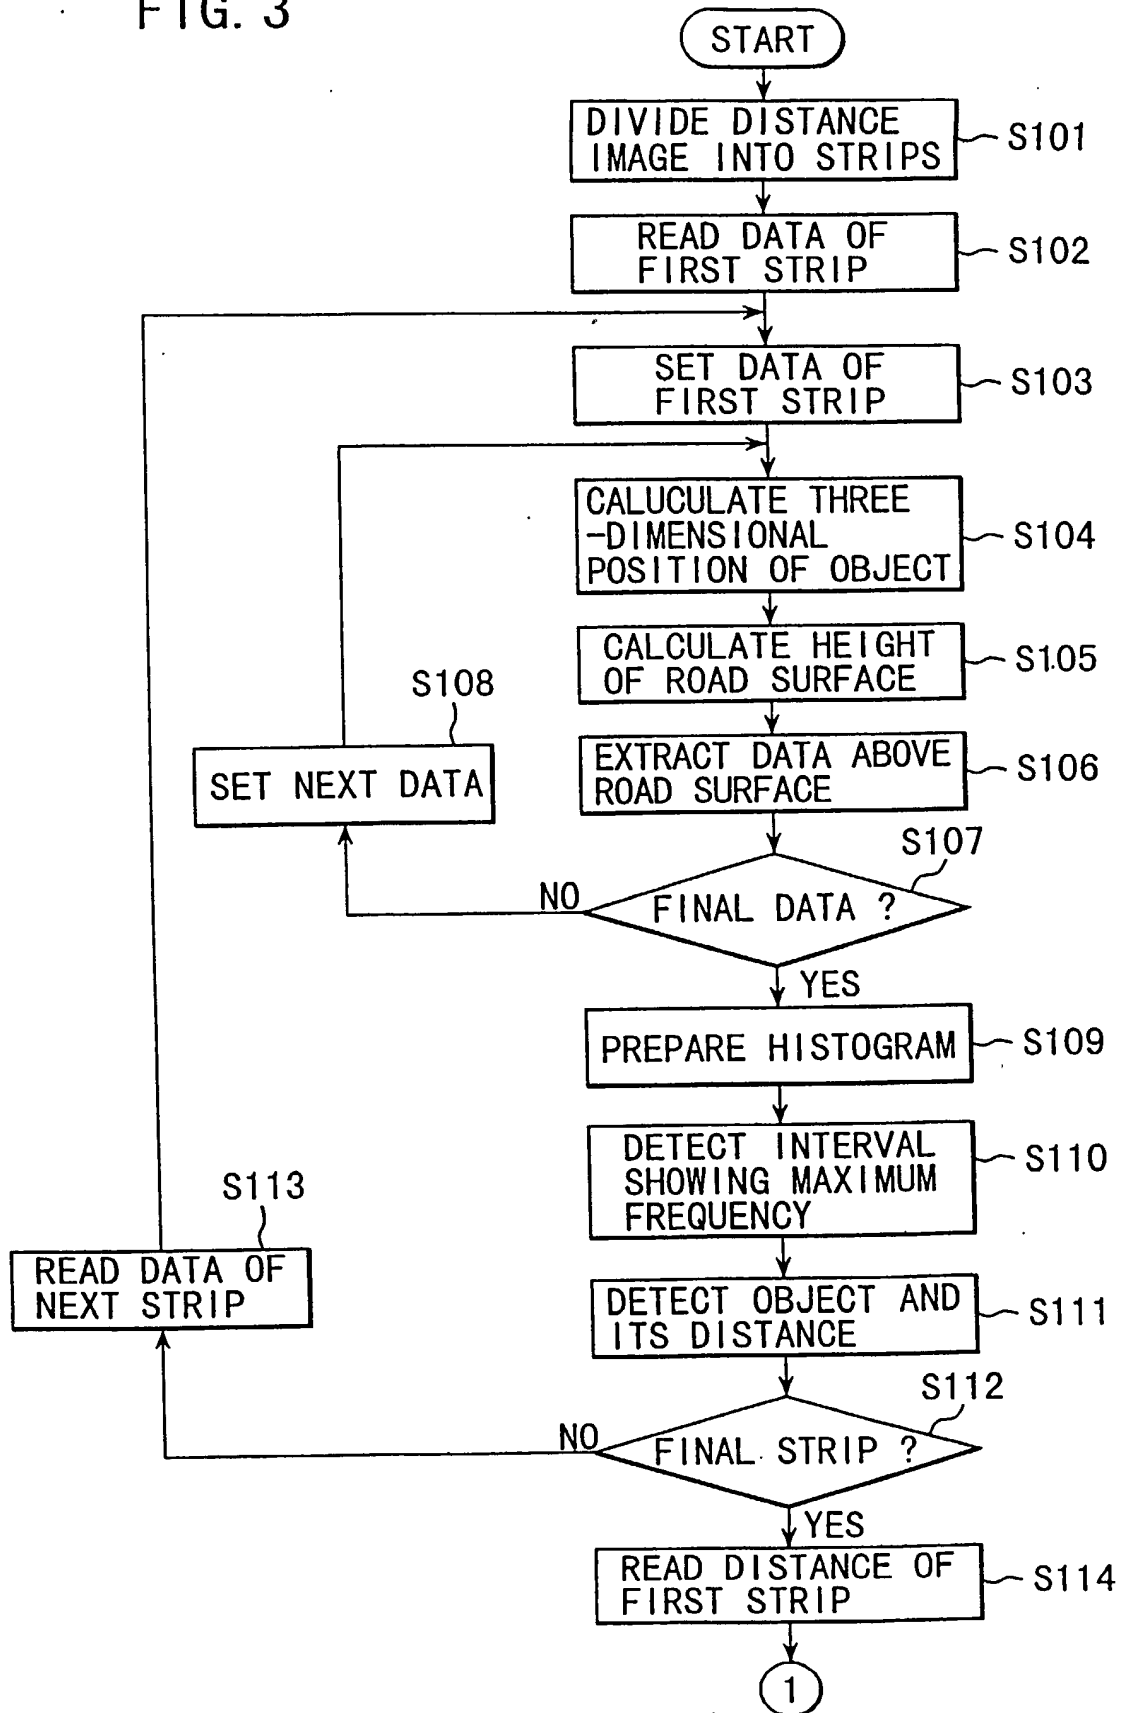 FIG. 3
START
DIVIDE DISTANCE
IMAGE INTO STRIPS
S101
READ DATA OF
FIRST STRIP
S102
SET DATA OF
FIRST STRIP
S103
CALUCULATE THREE
-DIMENSIONAL
POSITION OF OBJECT
S104
CALCULATE HEIGHT
OF ROAD SURFACE
S105
S108
SET NEXT DATA
EXTRACT DATA ABOVE
ROAD SURFACE
S106
S107
NO
FINAL DATA ?
YES
PREPARE HISTOGRAM
S109
DETECT INTERVAL
SHOWING MAXIMUM
FREQUENCY
S110
S113
READ DATA OF
NEXT STRIP
DETECT OBJECT AND
ITS DISTANCE
S111
S112
NO
FINAL STRIP ?
YES
READ DISTANCE OF
FIRST STRIP
S114
1